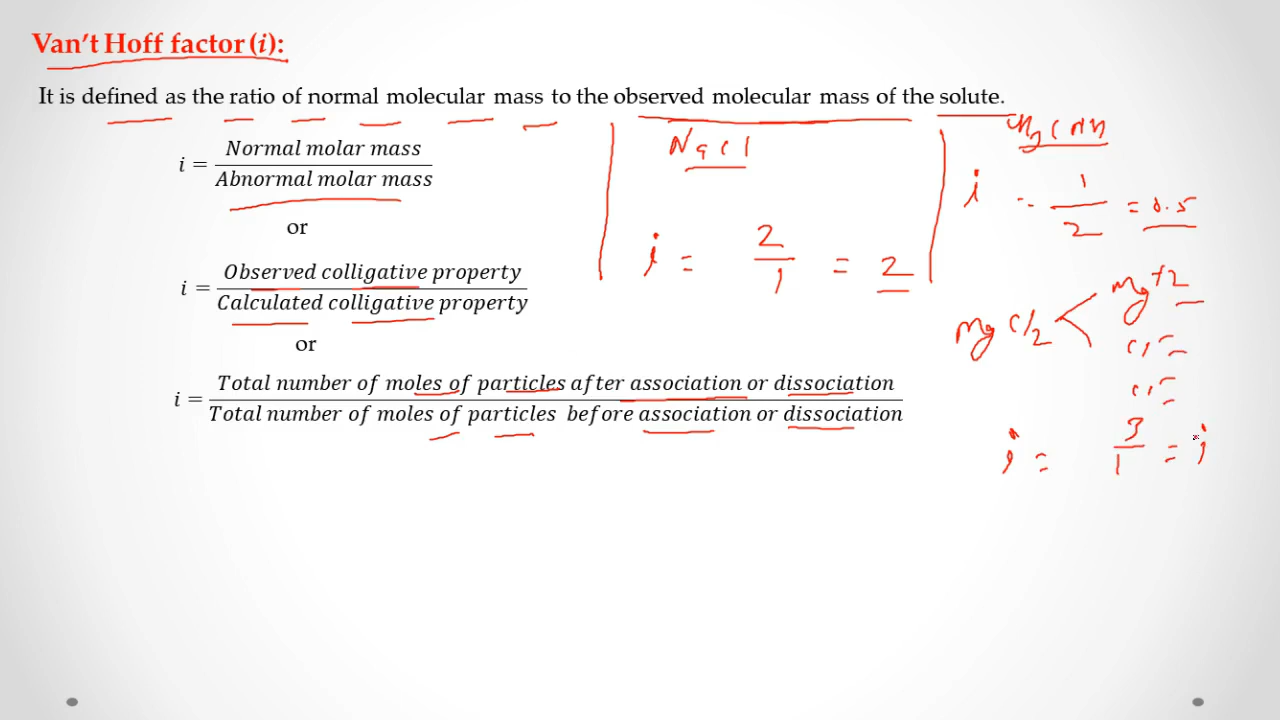 Van't Hoff factor (i):
It is defined as the ratio of normal molecular mass to the observed molecular mass of the solute.
i = Normal molar mass / Abnormal molar mass
or
i = Observed colligative property / Calculated colligative property
or
i = Total number of moles of particles after association or dissociation / Total number of moles of particles before association or dissociation
NaCl
i = 2/1 = 2
i = 1/2 = 0.5
MgCl2 < Mg+2
Cl-
Cl-
i = 3/1 = i